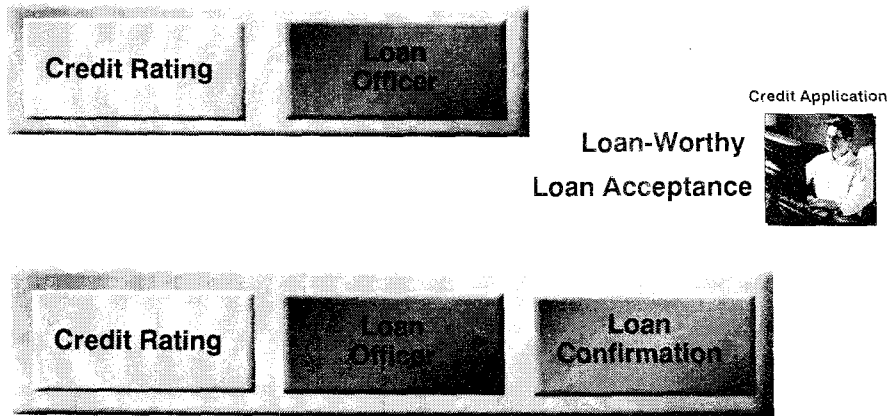 Credit Rating
Loan
Officer
Credit Application
Loan-Worthy
Loan Acceptance
Credit Rating
Loan
Officer
Loan
Confirmation